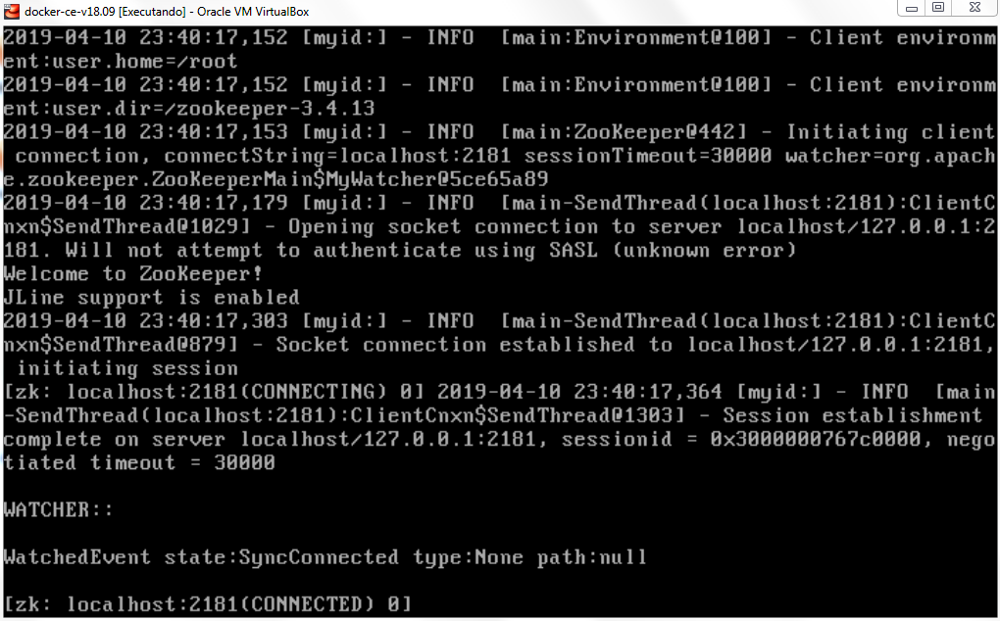 docker-ce-v18.09 [Executando] - Oracle VM VirtualBox
2019-04-10 23:40:17,152 [myid:] - INFO  [main:Environment@100] - Client environm
ent:user.home=/root
2019-04-10 23:40:17,152 [myid:] - INFO  [main:Environment@100] - Client environm
ent:user.dir=/zookeeper-3.4.13
2019-04-10 23:40:17,153 [myid:] - INFO  [main:ZooKeeper@442] - Initiating client
 connection, connectString=localhost:2181 sessionTimeout=30000 watcher=org.apach
e.zookeeper.ZooKeeperMain$MyWatcher@5ce65a89
2019-04-10 23:40:17,179 [myid:] - INFO  [main-SendThread(localhost:2181):ClientC
nxn$SendThread@1029] - Opening socket connection to server localhost/127.0.0.1:2
181. Will not attempt to authenticate using SASL (unknown error)
Welcome to ZooKeeper!
JLine support is enabled
2019-04-10 23:40:17,303 [myid:] - INFO  [main-SendThread(localhost:2181):ClientC
nxn$SendThread@879] - Socket connection established to localhost/127.0.0.1:2181,
 initiating session
[zk: localhost:2181(CONNECTING) 0] 2019-04-10 23:40:17,364 [myid:] - INFO  [main
-SendThread(localhost:2181):ClientCnxn$SendThread@1303] - Session establishment
complete on server localhost/127.0.0.1:2181, sessionid = 0x3000000767c0000, nego
tiated timeout = 30000
WATCHER::
WatchedEvent state:SyncConnected type:None path:null
[zk: localhost:2181(CONNECTED) 0]